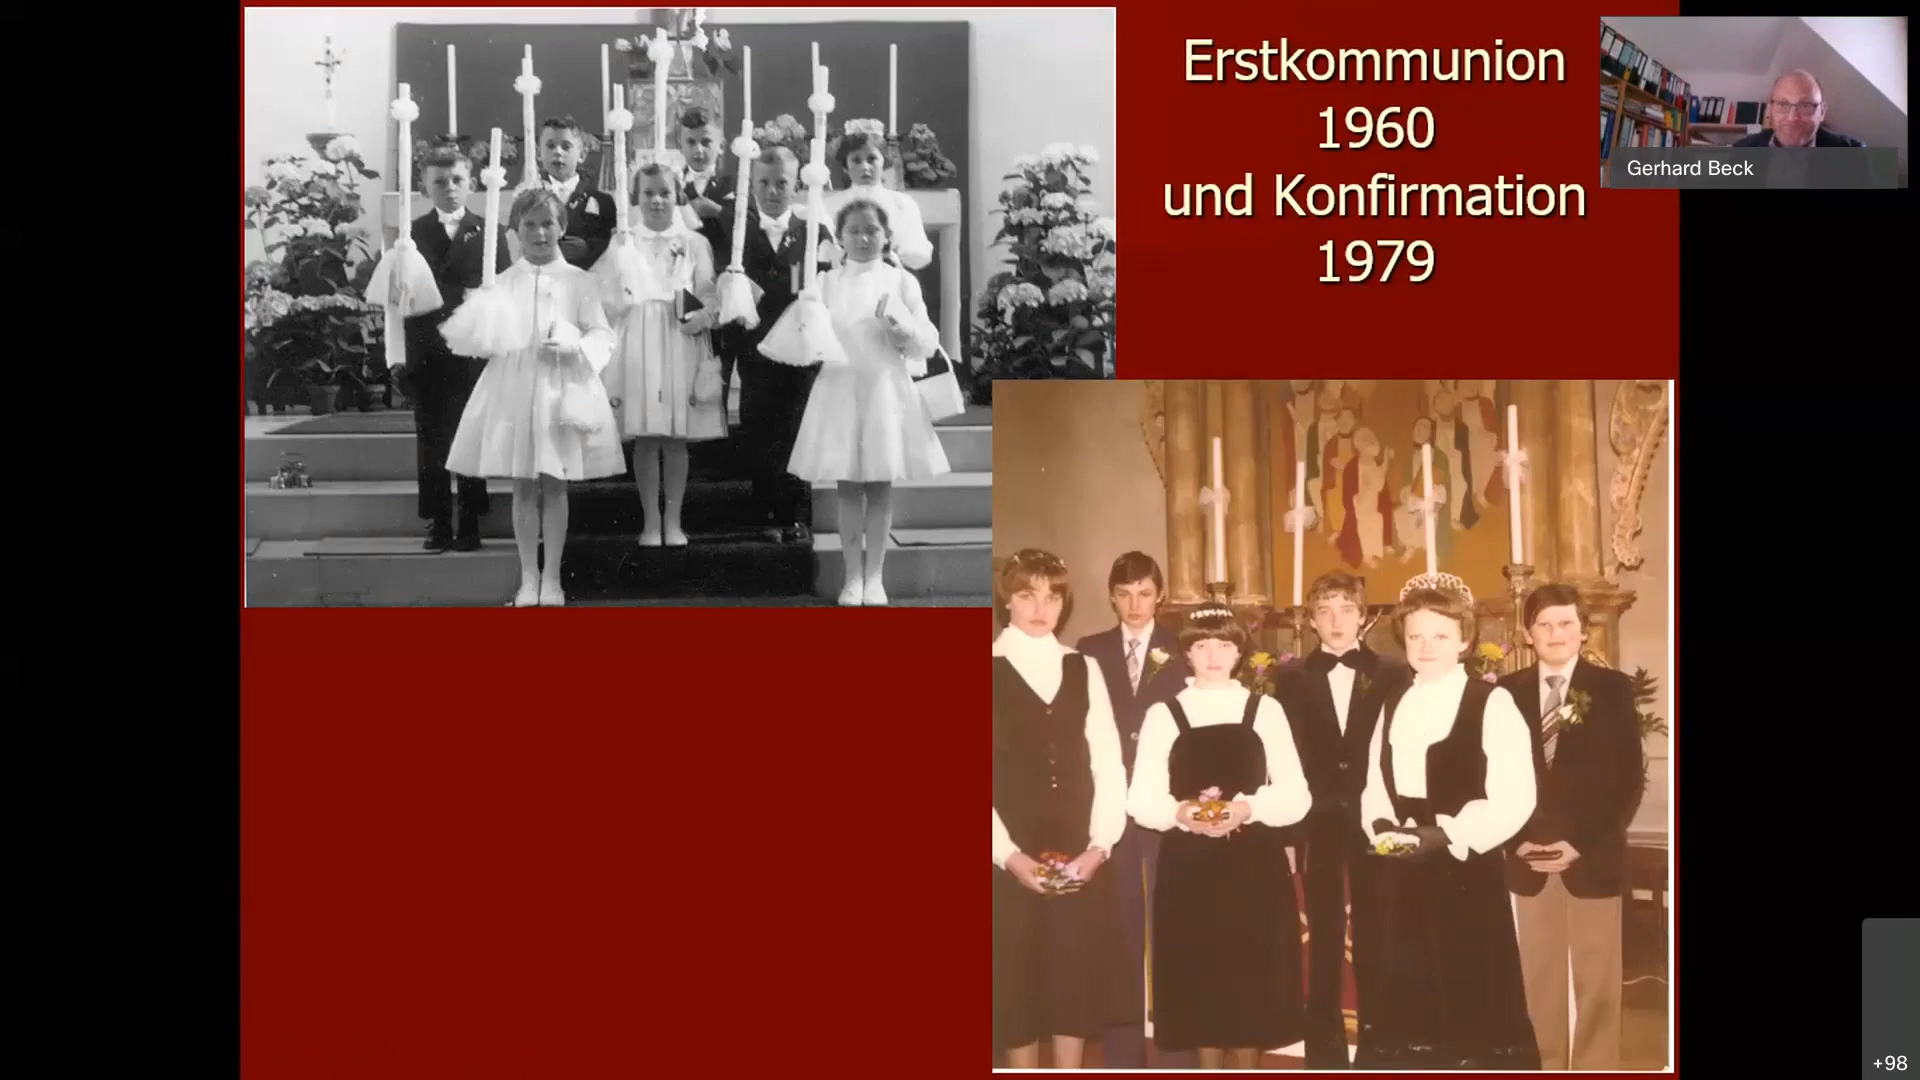 Erstkommunion
1960
und Konfirmation
1979
Gerhard Beck
+98